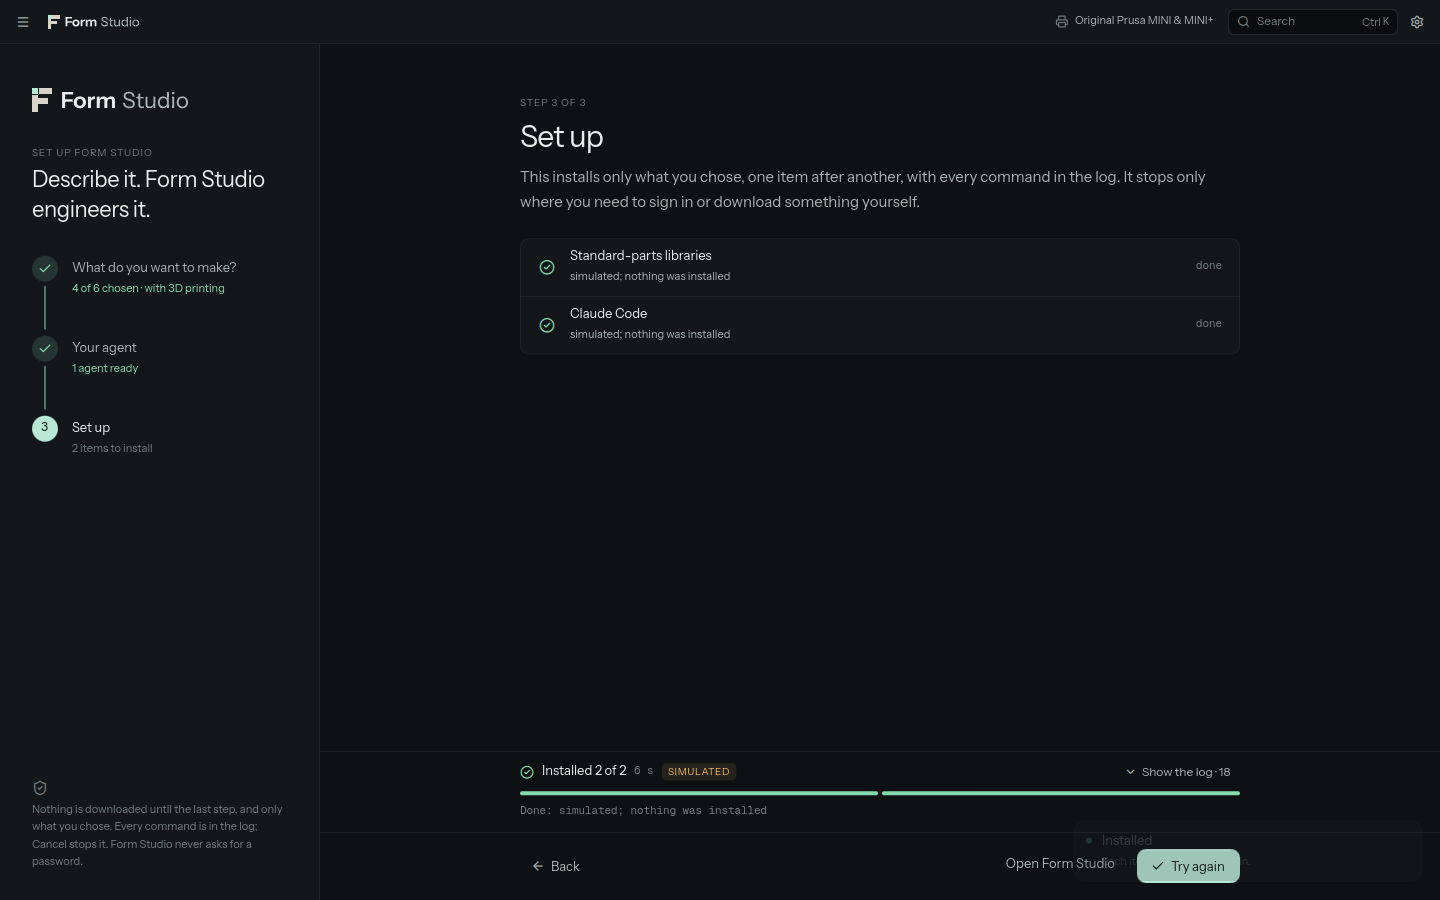 Form Studio
Original Prusa MINI & MINI+
Search
Ctrl K
Form Studio
SET UP FORM STUDIO
Describe it. Form Studio
engineers it.
What do you want to make?
4 of 6 chosen · with 3D printing
Your agent
1 agent ready
3
Set up
2 items to install
Nothing is downloaded until the last step, and only
what you chose. Every command is in the log;
Cancel stops it. Form Studio never asks for a
password.
STEP 3 OF 3
Set up
This installs only what you chose, one item after another, with every command in the log. It stops only
where you need to sign in or download something yourself.
Standard-parts libraries
simulated; nothing was installed
done
Claude Code
simulated; nothing was installed
done
Installed 2 of 2
6 s
SIMULATED
Show the log · 18
Done: simulated; nothing was installed
Installed
Back
Open Form Studio
Try again